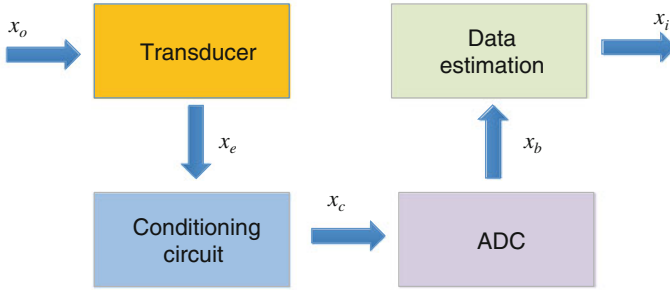 x_o
Transducer
x_e
Conditioning
circuit
x_c
ADC
x_b
Data
estimation
x_i